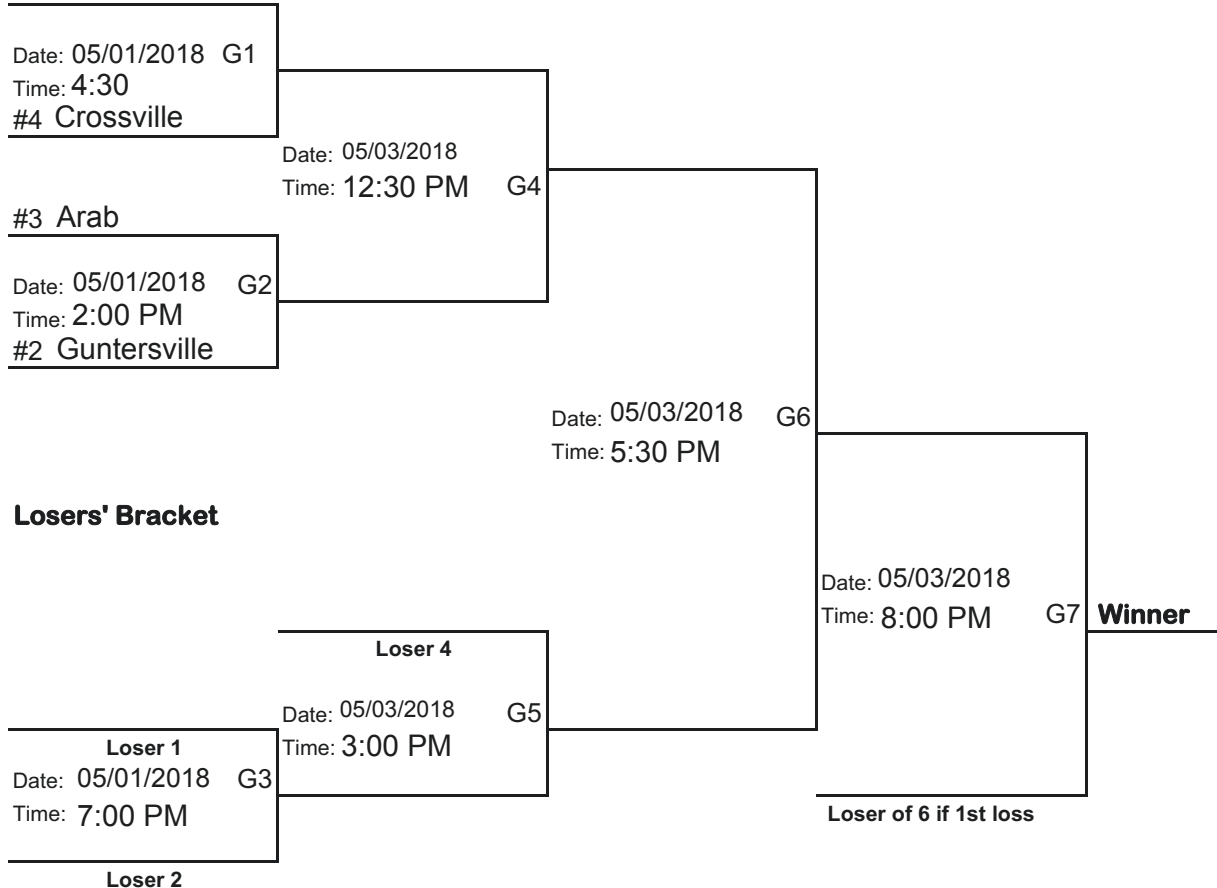 Date: 05/01/2018 G1
Time: 4:30
#4 Crossville
Date: 05/03/2018
Time: 12:30 PM G4
#3 Arab
Date: 05/01/2018 G2
Time: 2:00 PM
#2 Guntersville
Date: 05/03/2018 G6
Time: 5:30 PM
Losers' Bracket
Date: 05/03/2018
Time: 8:00 PM G7 Winner
Loser 4
Date: 05/03/2018 G5
Time: 3:00 PM
Loser 1
Date: 05/01/2018 G3
Time: 7:00 PM
Loser of 6 if 1st loss
Loser 2